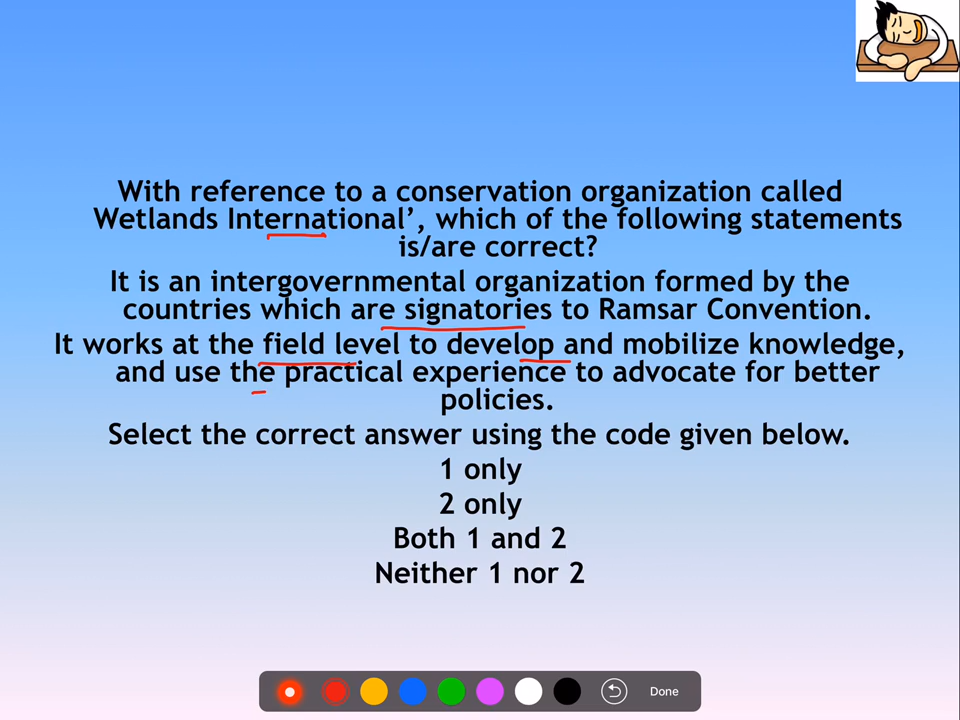 With reference to a conservation organization called
Wetlands International’, which of the following statements
is/are correct?
It is an intergovernmental organization formed by the
countries which are signatories to Ramsar Convention.
It works at the field level to develop and mobilize knowledge,
and use the practical experience to advocate for better
policies.
Select the correct answer using the code given below.
1 only
2 only
Both 1 and 2
Neither 1 nor 2
Done